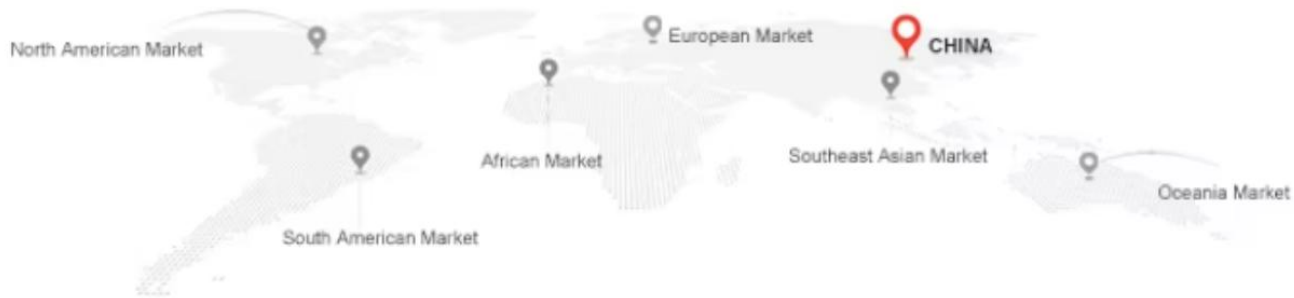 European Market
CHINA
North American Market
Southeast Asian Market
African Market
Oceania Market
South American Market